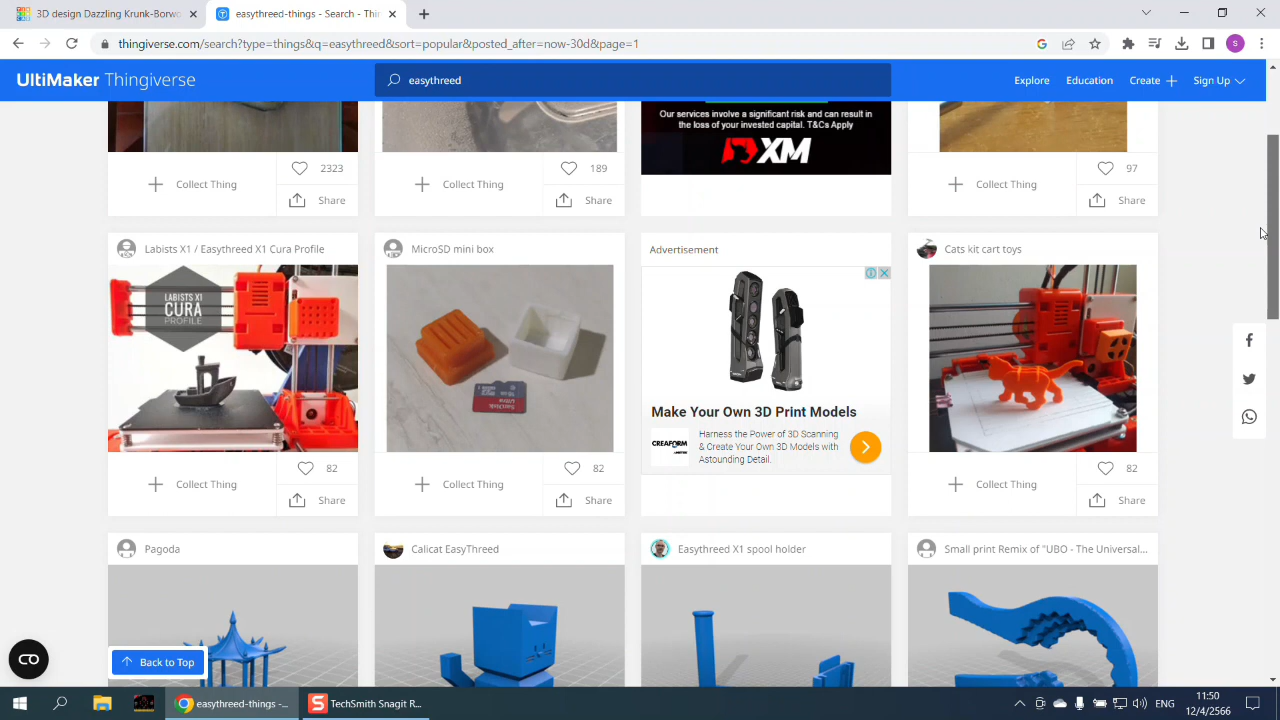 3D design Dazzling Krunk-Borw
easythreed-things - Search - Thin
thingiverse.com/search?type=things&q=easythreed&sort=popular&posted_after=now-30d&page=1
S
UltiMaker Thingiverse
easythreed
Explore
Education
Create
Sign Up
Our services involve a significant risk and can result in
the loss of your invested capital. T&Cs Apply
XM
Collect Thing
2323
Share
Collect Thing
189
Share
Collect Thing
97
Share
Labists X1 / Easythreed X1 Cura Profile
MicroSD mini box
Advertisement
Cats kit cart toys
LABISTS X1
CURA
PROFILE
SanDisk
Ultra
Make Your Own 3D Print Models
CREAFORM
Harness the Power of 3D Scanning
& Create Your Own 3D Models with
Astounding Detail.
Collect Thing
82
Share
Collect Thing
82
Share
Collect Thing
82
Share
Pagoda
Calicat EasyThreed
Easythreed X1 spool holder
Small print Remix of "UBO - The Universal...
Back to Top
easythreed-things -...
TechSmith Snagit R...
ENG
11:50
12/4/2566